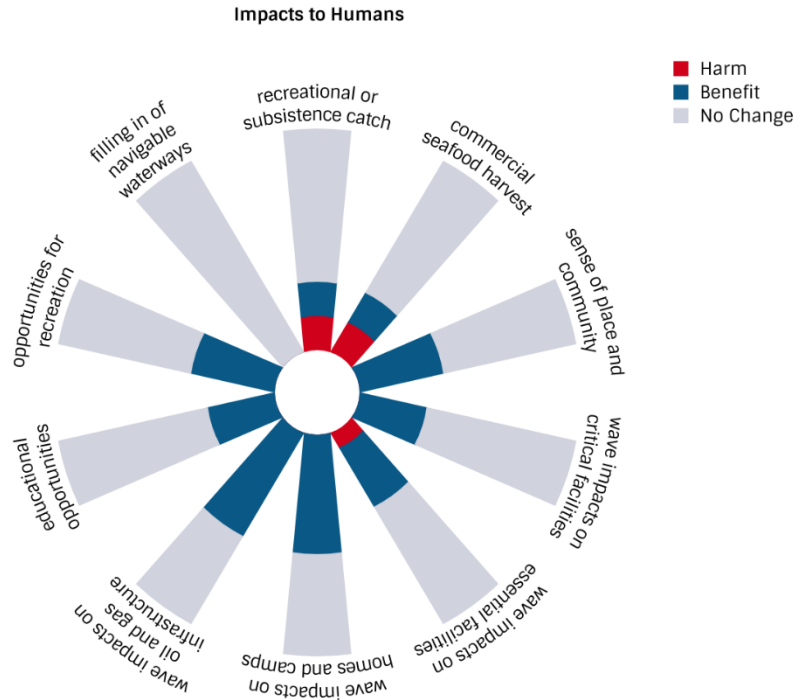 Impacts to Humans
Harm
Benefit
No Change
recreational or
subsistence catch
commercial
seafood harvest
sense of place and
community
wave impacts on
critical facilities
wave impacts on
essential facilities
wave impacts on
homes and camps
wave impacts on
oil and gas
infrastructure
educational
opportunities
opportunities for
recreation
filling in of
navigable
waterways